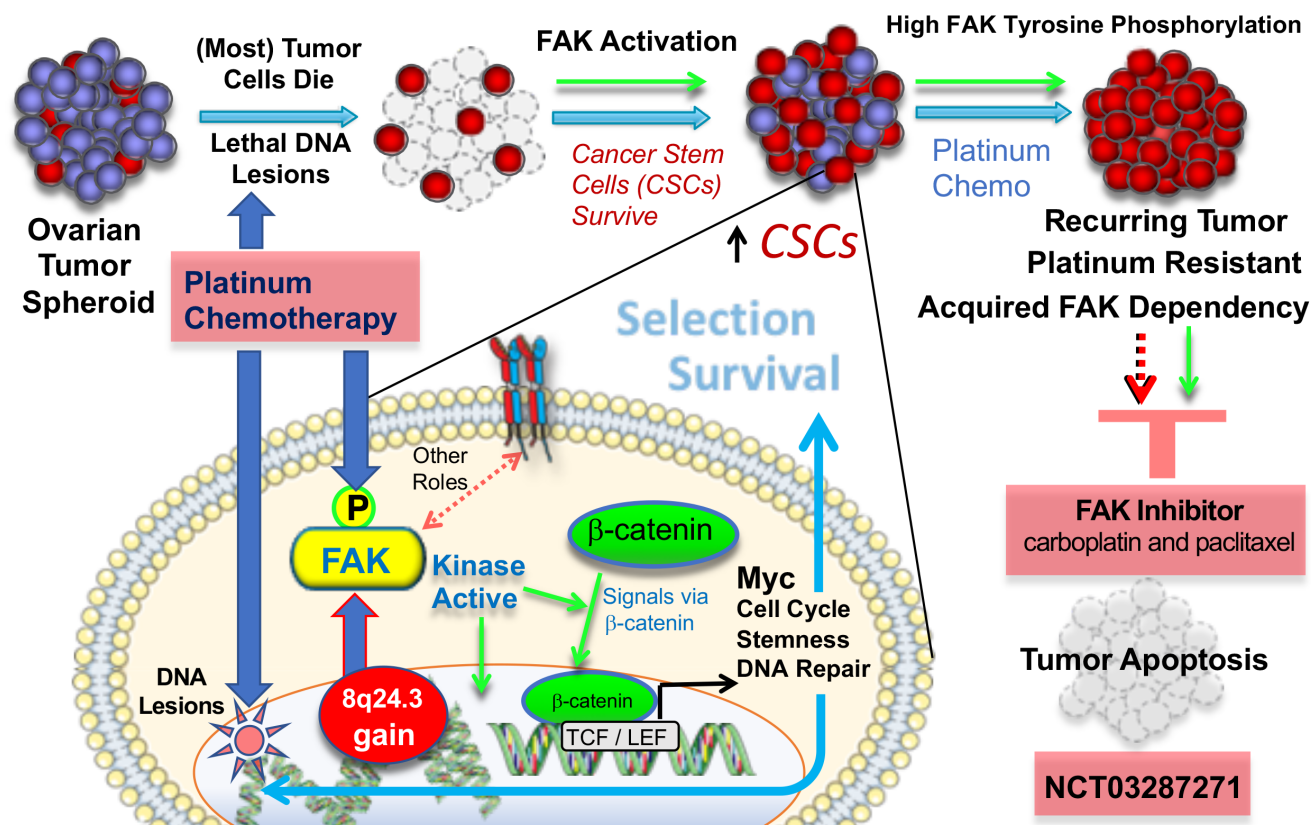 (Most) Tumor
Cells Die
Lethal DNA
Lesions
FAK Activation
Cancer Stem
Cells (CSCs)
Survive
High FAK Tyrosine Phosphorylation
Platinum
Chemo
Ovarian
Tumor
Spheroid
Platinum
Chemotherapy
↑ CSCs
Recurring Tumor
Platinum Resistant
Acquired FAK Dependency
Selection
Survival
Other
Roles
P
FAK
Kinase
Active
β-catenin
Signals via
β-catenin
Myc
Cell Cycle
Stemness
DNA Repair
DNA
Lesions
8q24.3
gain
β-catenin
TCF / LEF
FAK Inhibitor
carboplatin and paclitaxel
Tumor Apoptosis
NCT03287271